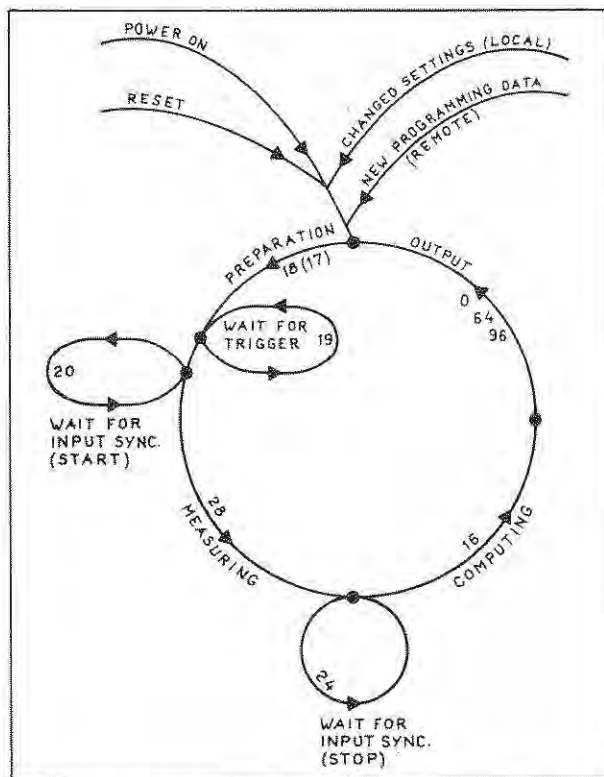 POWER ON
RESET
CHANGED SETTINGS (LOCAL)
NEW PROGRAMMING DATA
(REMOTE)
PREPARATION
18 (17)
OUTPUT
0
64
96
WAIT FOR
TRIGGER
19
20
WAIT FOR
INPUT SYNC.
(START)
28
MEASURING
16
COMPUTING
24
WAIT FOR
INPUT SYNC.
(STOP)